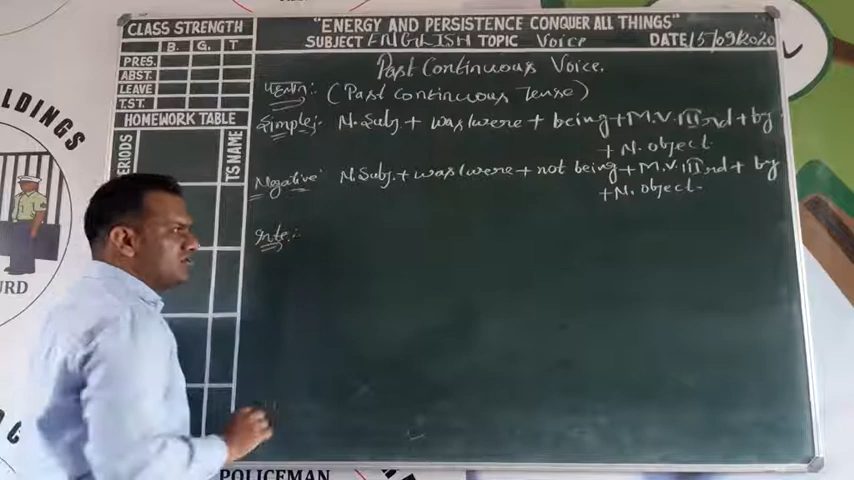 "ENERGY AND PERSISTENCE CONQUER ALL THINGS"
CLASS STRENGTH
SUBJECT ENGLISH TOPIC Voice DATE 15/09/2020
B. G. T.
PRES.
ABST.
LEAVE
T.ST.
HOMEWORK TABLE
PERIODS
T.S NAME
Past Continuous Voice.
(Past continuous Tense)
Simple:- N. Subj. + was/were + being + M.V. IIIrd + by
+ N. object.
Negative:- N. Subj. + was/were + not being + M.V. IIIrd + by
+ N. object.
Inte:-
ILDINGS
POLICEMAN